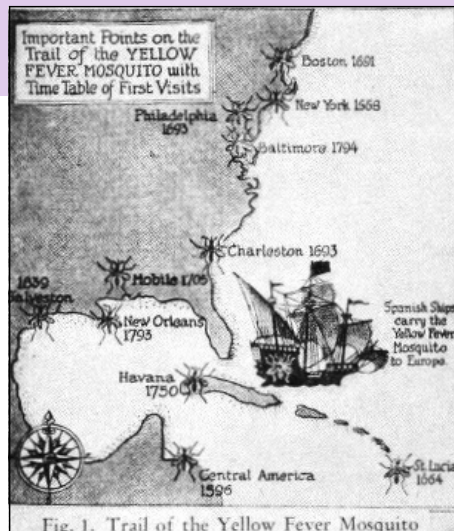 Important Points on the
Trail of the YELLOW
FEVER MOSQUITO with
Time Table of First Visits
Boston 1691
New York 1668
Philadelphia
1693
Baltimore 1794
Charleston 1693
Mobile 1705
1839
Galveston
New Orleans
1793
Spanish Ships
carry the
Yellow Fever
Mosquito
to Europe.
Havana
1750
Central America
1596
St. Lucia
1664
Fig. 1. Trail of the Yellow Fever Mosquito